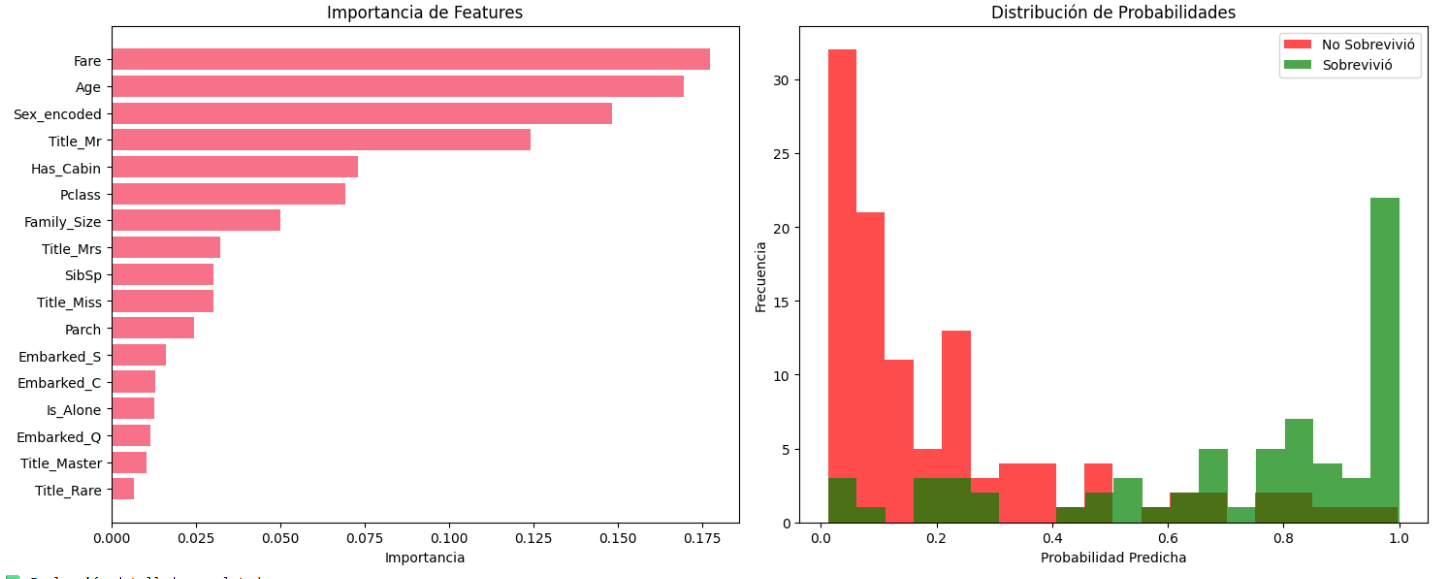 Importancia de Features
Fare
Age
Sex_encoded
Title_Mr
Has_Cabin
Pclass
Family_Size
Title_Mrs
SibSp
Title_Miss
Parch
Embarked_S
Embarked_C
Is_Alone
Embarked_Q
Title_Master
Title_Rare
0.000 0.025 0.050 0.075 0.100 0.125 0.150 0.175
Importancia
Distribución de Probabilidades
No Sobrevivió
Sobrevivió
Frecuencia
30
25
20
15
10
5
0
0.0 0.2 0.4 0.6 0.8 1.0
Probabilidad Predicha